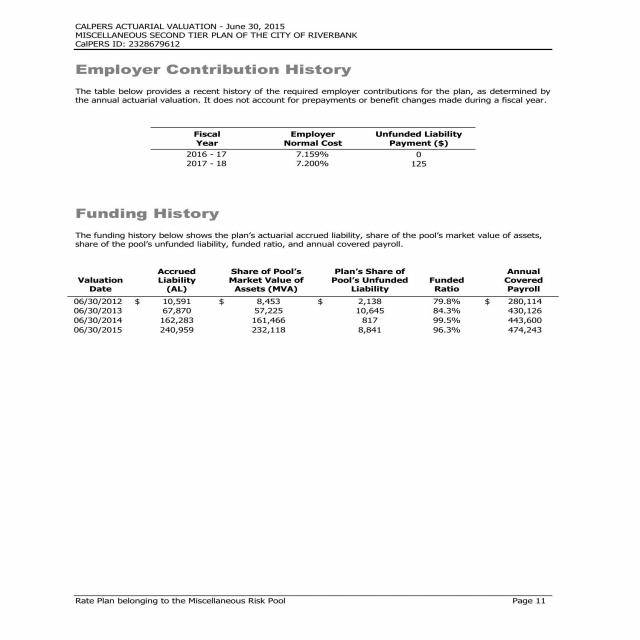 CALPERS ACTUARIAL VALUATION - June 30, 2015
MISCELLANEOUS SECOND TIER PLAN OF THE CITY OF RIVERBANK
CalPERS ID: 2328679612
Employer Contribution History
The table below provides a recent history of the required employer contributions for the plan, as determined by
the annual actuarial valuation. It does not account for prepayments or benefit changes made during a fiscal year.
Fiscal Employer Unfunded Liability
Year Normal Cost Payment ($)
2016 - 17 7.159% 0
2017 - 18 7.200% 125
Funding History
The funding history below shows the plan's actuarial accrued liability, share of the pool's market value of assets,
share of the pool's unfunded liability, funded ratio, and annual covered payroll.
Accrued Share of Pool's Plan's Share of Annual
Valuation Liability Market Value of Pool's Unfunded Funded Covered
Date (AL) Assets (MVA) Liability Ratio Payroll
06/30/2012 $ 10,591 $ 8,453 $ 2,138 79.8% $ 280,114
06/30/2013 67,870 57,225 10,645 84.3% 430,126
06/30/2014 162,283 161,466 817 99.5% 443,600
06/30/2015 240,959 232,118 8,841 96.3% 474,243
Rate Plan belonging to the Miscellaneous Risk Pool Page 11